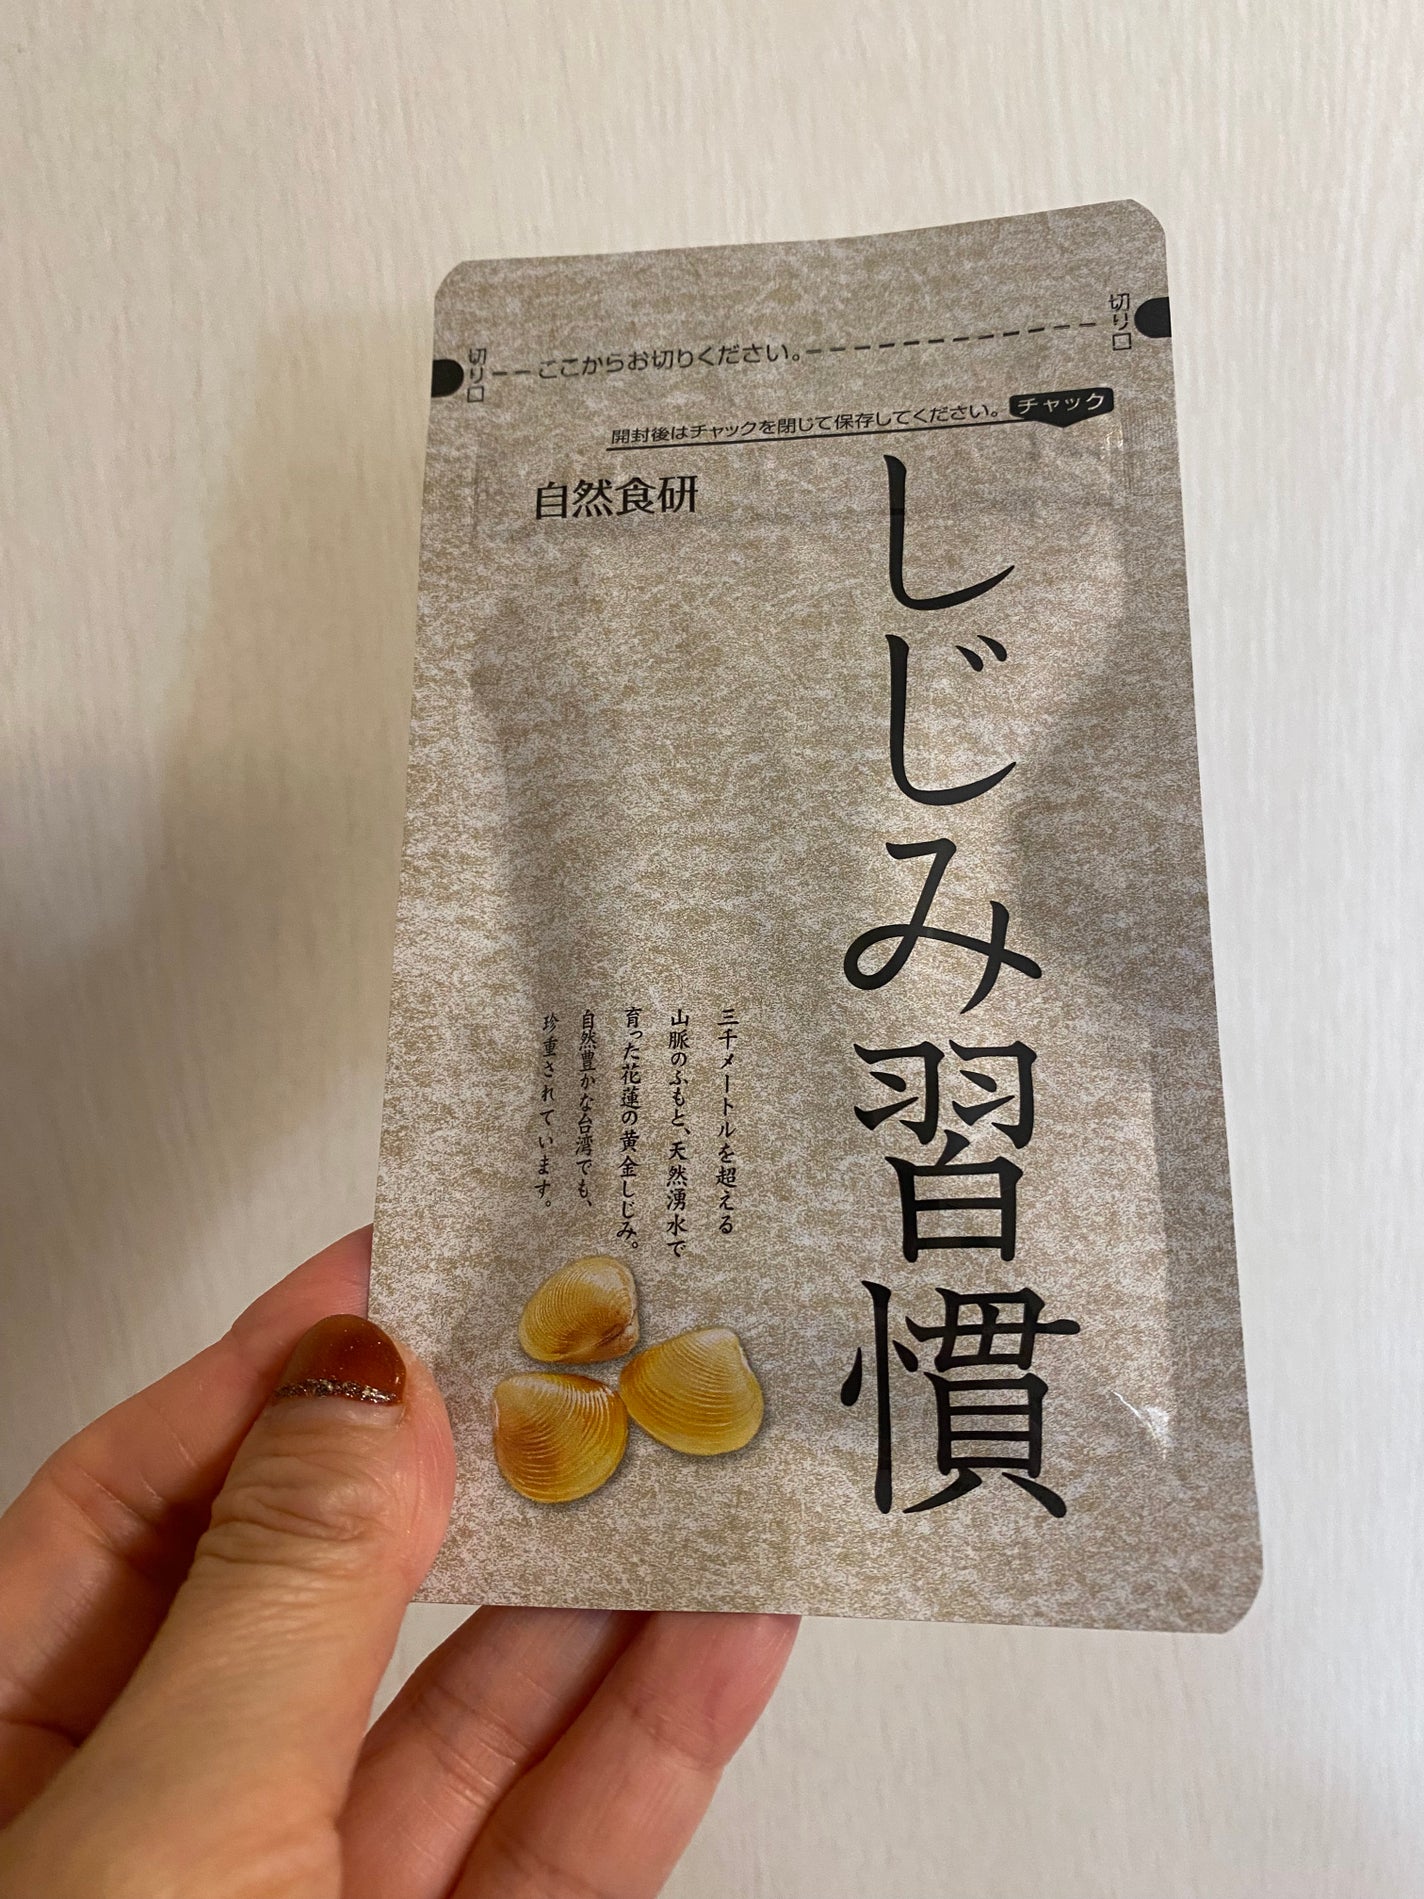 切り口
切り口
ここからお切りください。
開封後はチャックを閉じて保存してください。
チャック
自然食研
しじみ習慣
三千メートルを超える
山脈のふもと、天然湧水で
育った花蓮の黄金しじみ。
自然豊かな台湾でも、
珍重されています。